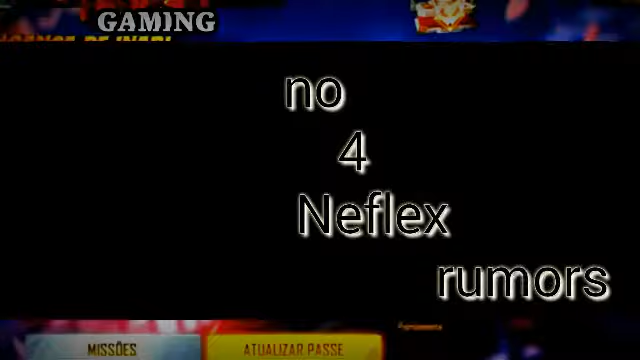 GAMING
no
4
Neflex
rumors
MISSÕES
ATUALIZAR PASSE